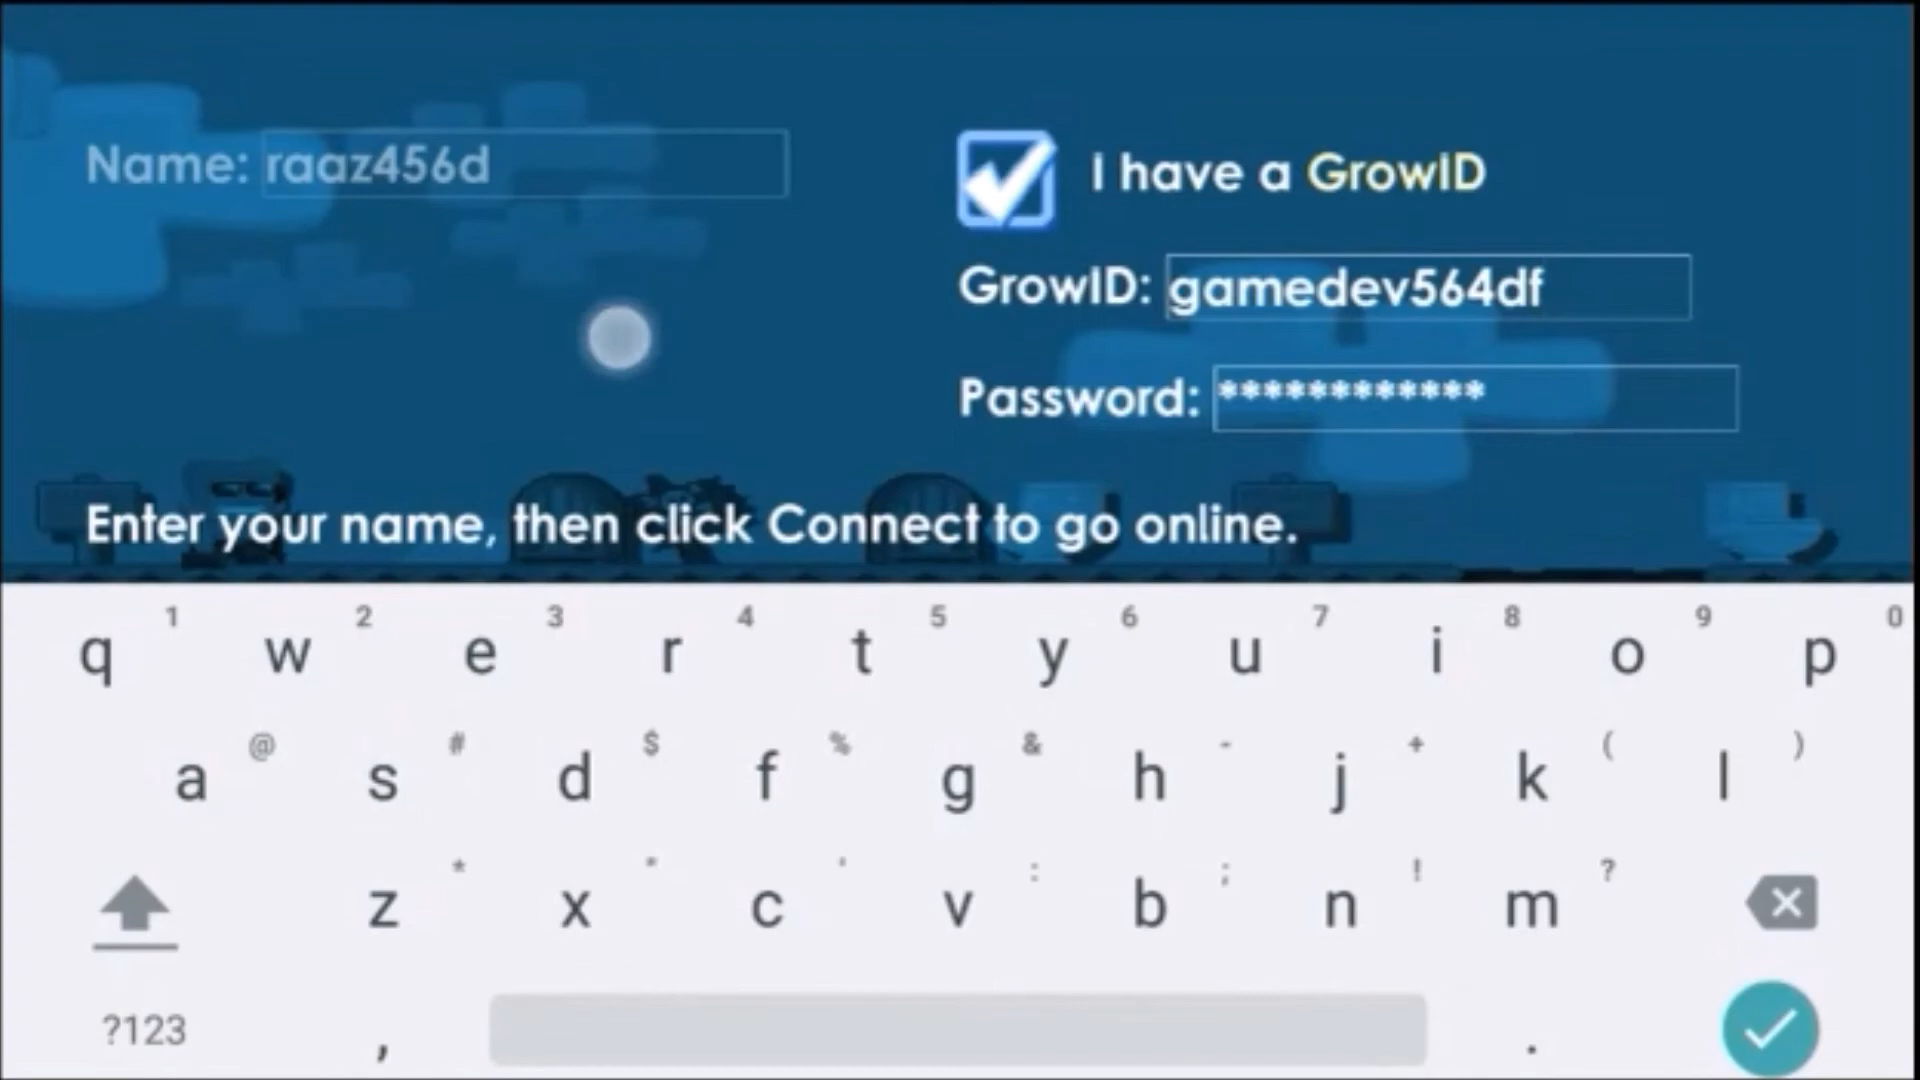 Name: raaz456d
I have a GrowID
GrowID: gamedev564df
Password: ************
Enter your name, then click Connect to go online.
1 2 3 4 5 6 7 8 9 0
q w e r t y u i o p
@ # $ % & - + ( )
a s d f g h j k l
* " ' : ; ! ?
z x c v b n m
?123 , .